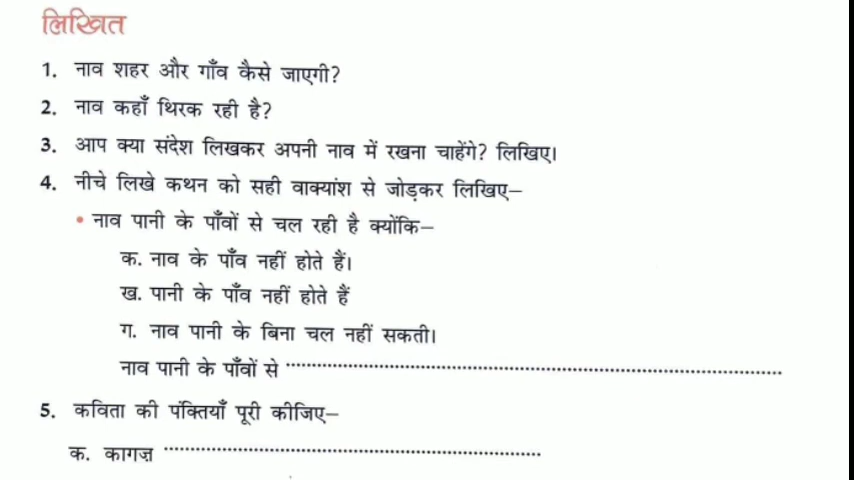 लिखित
1. नाव शहर और गाँव कैसे जाएगी?
2. नाव कहाँ थिरक रही है?
3. आप क्या संदेश लिखकर अपनी नाव में रखना चाहेंगे? लिखिए।
4. नीचे लिखे कथन को सही वाक्यांश से जोड़कर लिखिए–
• नाव पानी के पाँवों से चल रही है क्योंकि–
क. नाव के पाँव नहीं होते हैं।
ख. पानी के पाँव नहीं होते हैं
ग. नाव पानी के बिना चल नहीं सकती।
नाव पानी के पाँवों से ........................................
5. कविता की पंक्तियाँ पूरी कीजिए–
क. कागज़ ........................................